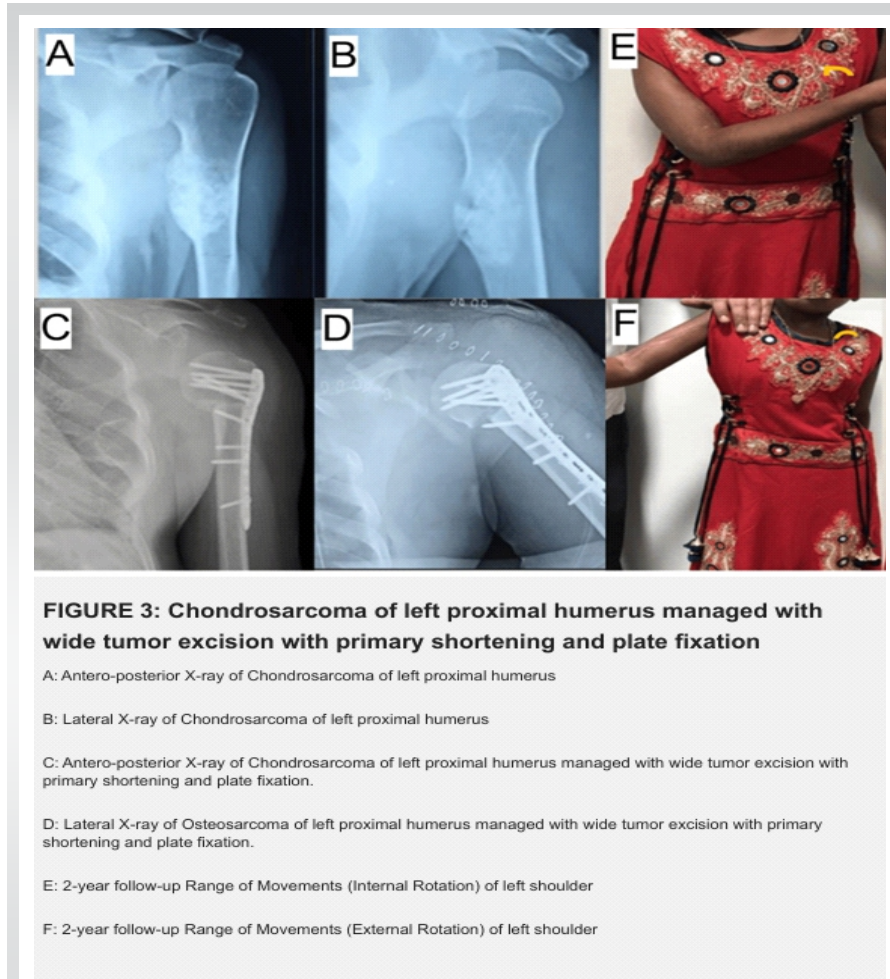 A
B
E
C
D
F
FIGURE 3: Chondrosarcoma of left proximal humerus managed with
wide tumor excision with primary shortening and plate fixation
A: Antero-posterior X-ray of Chondrosarcoma of left proximal humerus
B: Lateral X-ray of Chondrosarcoma of left proximal humerus
C: Antero-posterior X-ray of Chondrosarcoma of left proximal humerus managed with wide tumor excision with
primary shortening and plate fixation.
D: Lateral X-ray of Osteosarcoma of left proximal humerus managed with wide tumor excision with primary
shortening and plate fixation.
E: 2-year follow-up Range of Movements (Internal Rotation) of left shoulder
F: 2-year follow-up Range of Movements (External Rotation) of left shoulder